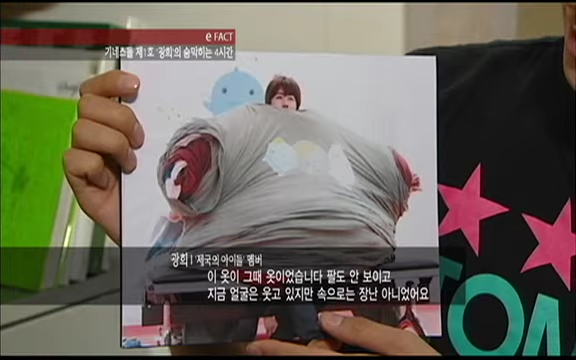 e FACT
기네스돌 제1호 '광희'의 숨막히는 4시간
광희 | '제국의 아이들' 멤버
이 옷이 그때 옷이었습니다 팔도 안 보이고
지금 얼굴은 웃고 있지만 속으로는 장난 아니었어요
TOM